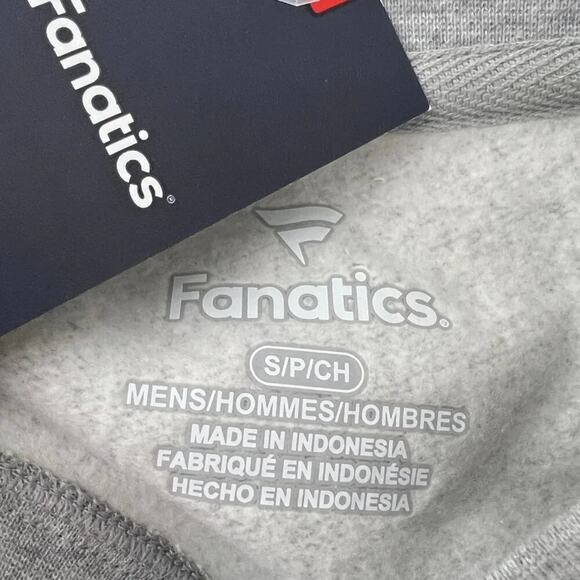 Fanatics®
Fanatics®
S/P/CH
MENS/HOMMES/HOMBRES
MADE IN INDONESIA
FABRIQUÉ EN INDONÉSIE
HECHO EN INDONESIA